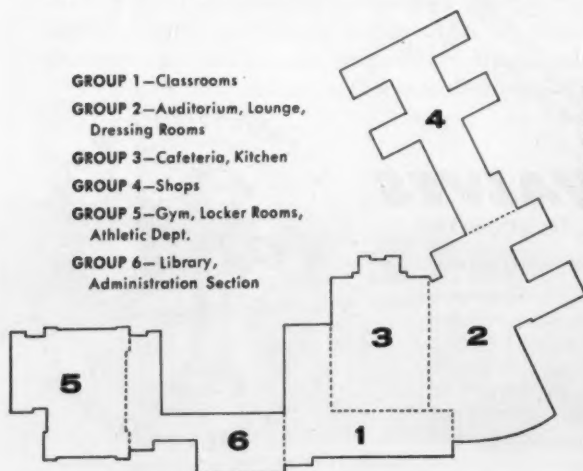 GROUP 1—Classrooms
GROUP 2—Auditorium, Lounge,
Dressing Rooms
GROUP 3—Cafeteria, Kitchen
GROUP 4—Shops
GROUP 5—Gym, Locker Rooms,
Athletic Dept.
GROUP 6—Library,
Administration Section
4
3
2
5
6
1